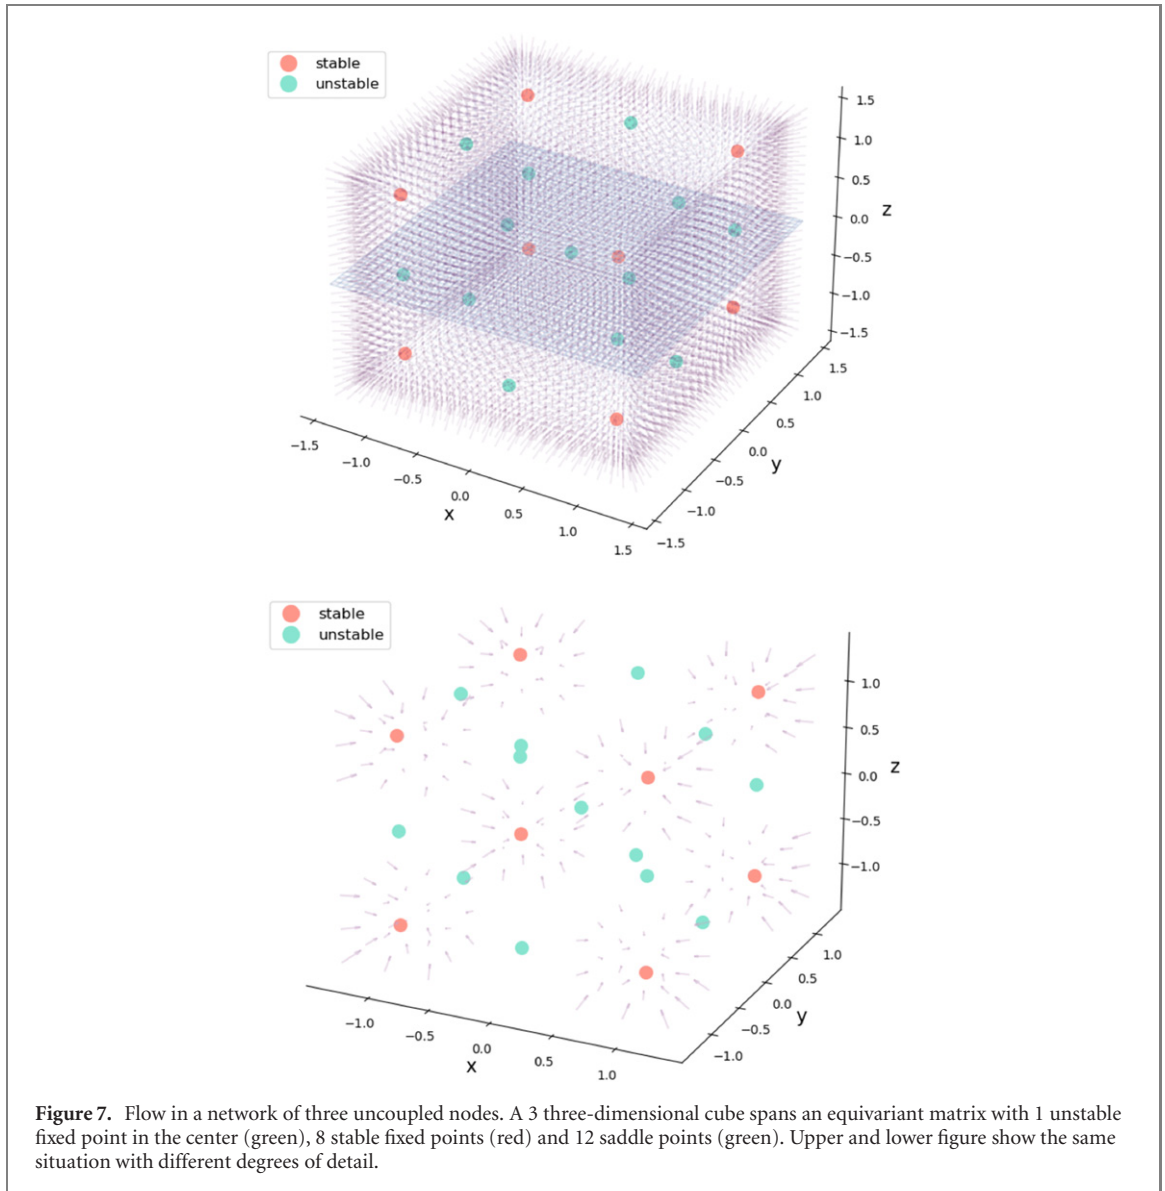 stable
unstable
1.5
1.0
0.5
0.0
−0.5
−1.0
−1.5
z
−1.5
−1.0
−0.5
0.0
0.5
1.0
1.5
x
1.5
1.0
0.5
0.0
−0.5
−1.0
−1.5
y
stable
unstable
1.0
0.5
0.0
−0.5
−1.0
z
−1.0
−0.5
0.0
0.5
1.0
x
1.0
0.5
0.0
−0.5
−1.0
y
Figure 7. Flow in a network of three uncoupled nodes. A 3 three-dimensional cube spans an equivariant matrix with 1 unstable
fixed point in the center (green), 8 stable fixed points (red) and 12 saddle points (green). Upper and lower figure show the same
situation with different degrees of detail.